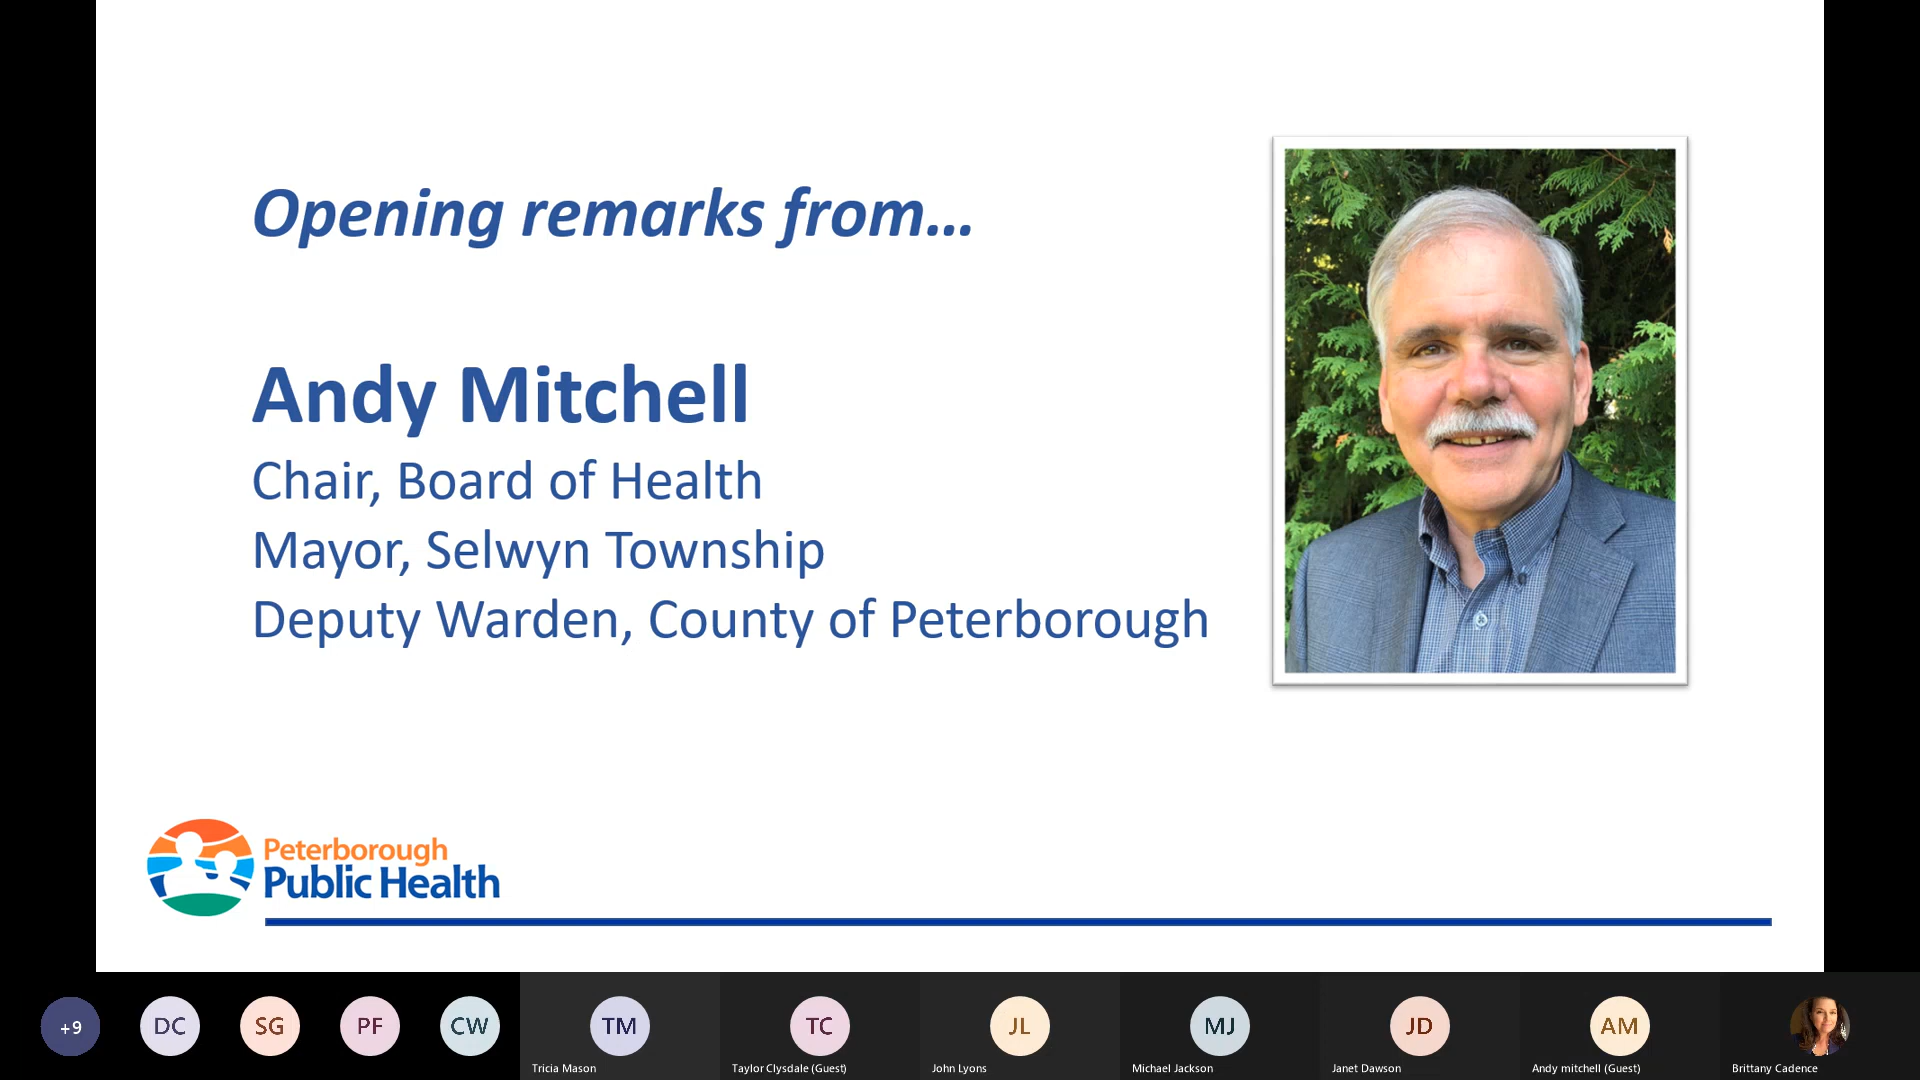 Opening remarks from...
Andy Mitchell
Chair, Board of Health
Mayor, Selwyn Township
Deputy Warden, County of Peterborough
Peterborough
Public Health
+9
DC
SG
PF
CW
TM
Tricia Mason
TC
Taylor Clysdale (Guest)
JL
John Lyons
MJ
Michael Jackson
JD
Janet Dawson
AM
Andy mitchell (Guest)
Brittany Cadence